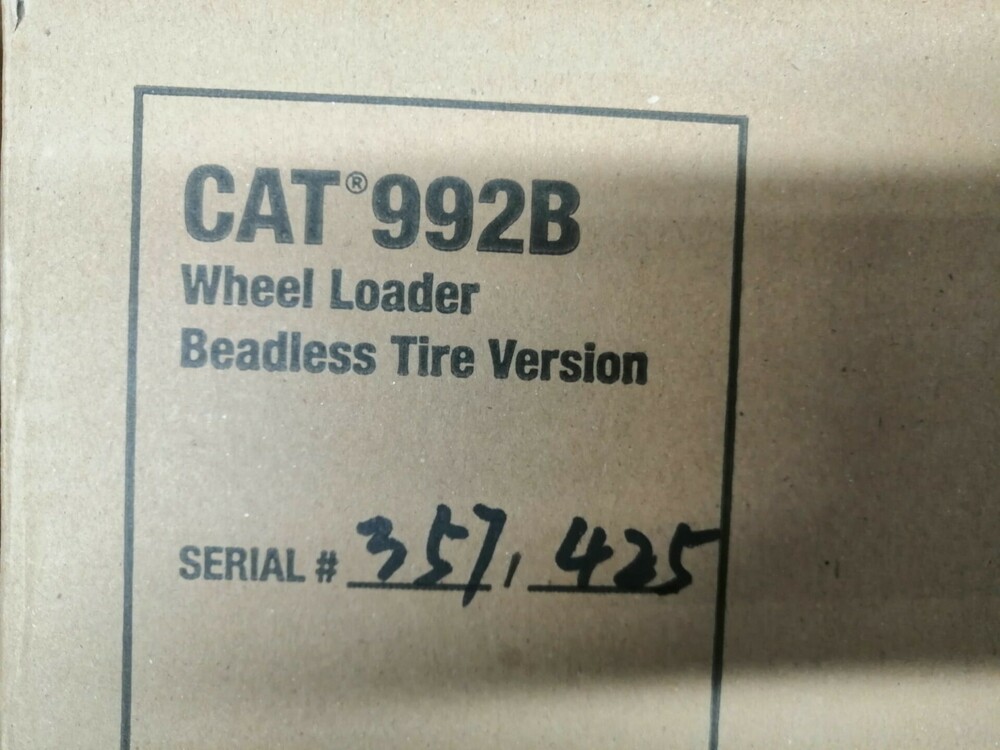 CAT® 992B
Wheel Loader
Beadless Tire Version
SERIAL # 357, 425